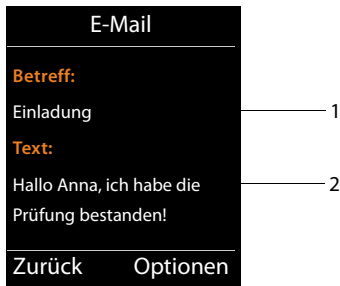 E-Mail
Betreff:
Einladung 1
Text:
Hallo Anna, ich habe die 2
Prüfung bestanden!
Zurück Optionen